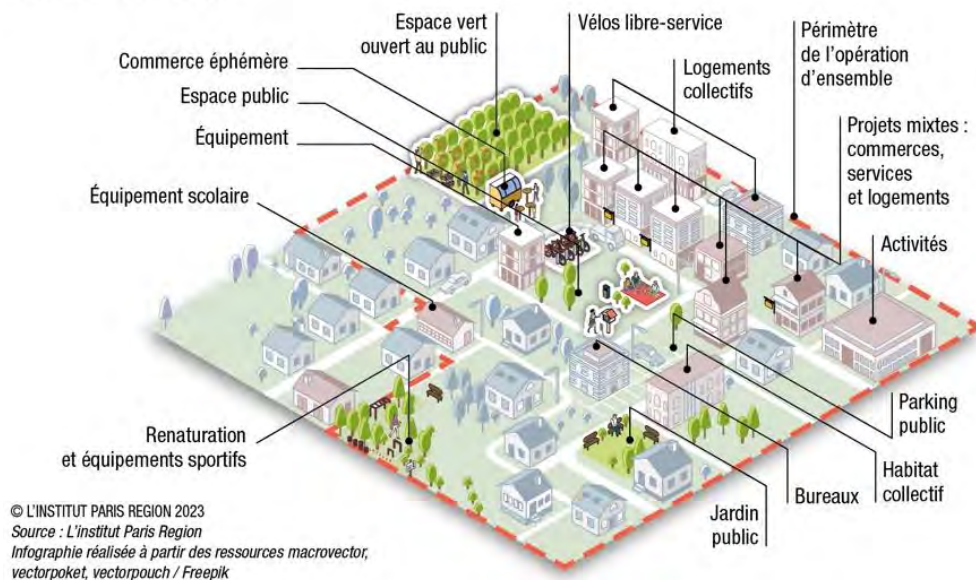 Espace vert
ouvert au public
Vélos libre-service
Périmètre
de l'opération
d'ensemble
Commerce éphémère
Logements
collectifs
Espace public
Projets mixtes :
commerces,
services
et logements
Équipement
Équipement scolaire
Activités
Renaturation
et équipements sportifs
Parking
public
Habitat
collectif
Bureaux
Jardin
public
© L'INSTITUT PARIS REGION 2023
Source : L'institut Paris Region
Infographie réalisée à partir des ressources macrovector,
vectorpoket, vectorpouch / Freepik